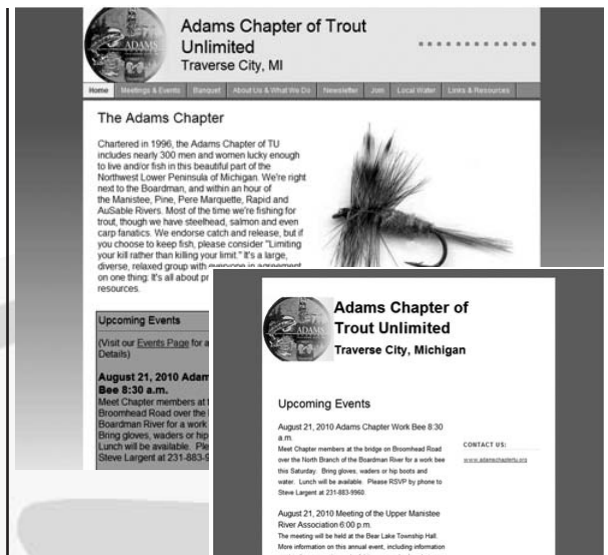 Adams Chapter of Trout
Unlimited
Traverse City, MI
ADAMS
Home Meetings & Events Banquet About Us & What We Do Newsletter Join Local Water Links & Resources
The Adams Chapter
Chartered in 1996, the Adams Chapter of TU
includes nearly 300 men and women lucky enough
to live and/or fish in this beautiful part of the
Northwest Lower Peninsula of Michigan. We're right
next to the Boardman, and within an hour of
the Manistee, Pine, Pere Marquette, Rapid and
AuSable Rivers. Most of the time we're fishing for
trout, though we have steelhead, salmon and even
carp fanatics. We endorse catch and release, but if
you choose to keep fish, please consider "Limiting
your kill rather than killing your limit." It's a large,
diverse, relaxed group with everyone in agreement
on one thing: It's all about pr
resources.
Upcoming Events
(Visit our Events Page for a
Details)
August 21, 2010 Adam
Bee 8:30 a.m.
Meet Chapter members at t
Broomhead Road over the
Boardman River for a work
Bring gloves, waders or hip
Lunch will be available. Ple
Steve Largent at 231-883-9
Adams Chapter of
Trout Unlimited
Traverse City, Michigan
ADAMS
Upcoming Events
August 21, 2010 Adams Chapter Work Bee 8:30
a.m.
Meet Chapter members at the bridge on Broomhead Road
over the North Branch of the Boardman River for a work bee
this Saturday. Bring gloves, waders or hip boots and
water. Lunch will be available. Please RSVP by phone to
Steve Largent at 231-883-9960.
August 21, 2010 Meeting of the Upper Manistee
River Association 6:00 p.m.
The meeting will be held at the Bear Lake Township Hall.
More information on this annual event, including information
CONTACT US:
www.adamschaptertu.org